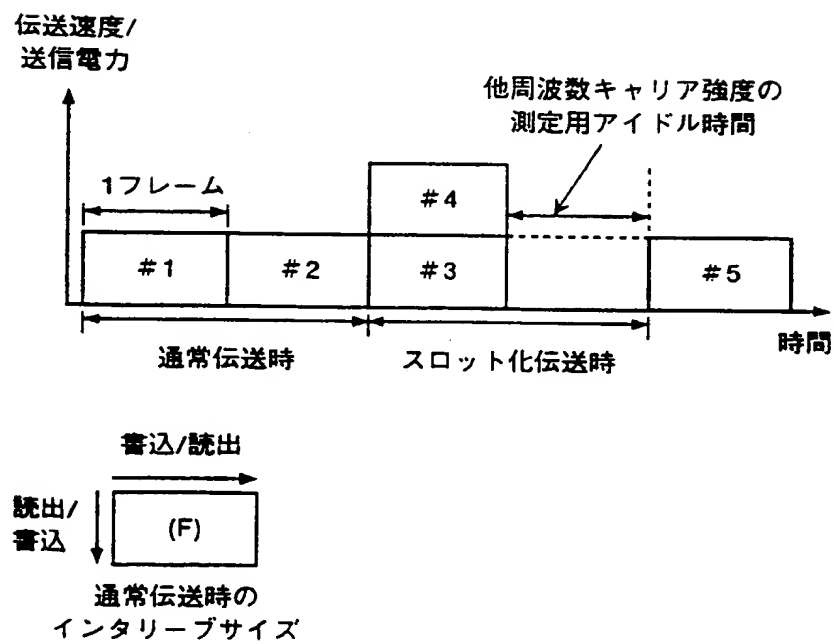 伝送速度/
送信電力
他周波数キャリア強度の
測定用アイドル時間
1フレーム
#4
#1
#2
#3
#5
通常伝送時
スロット化伝送時
時間
書込/読出
読出/
書込
(F)
通常伝送時の
インタリーブサイズ